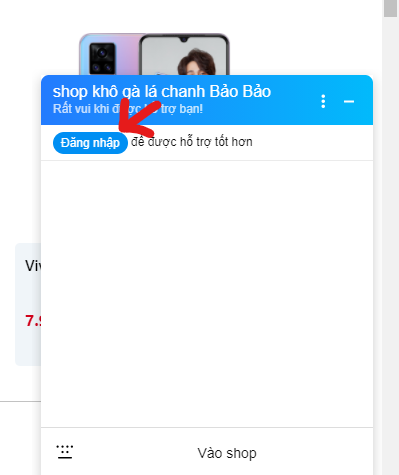 shop khô gà lá chanh Bảo Bảo
Rất vui khi được hỗ trợ bạn!
Đăng nhập để được hỗ trợ tốt hơn
7.9
Vào shop